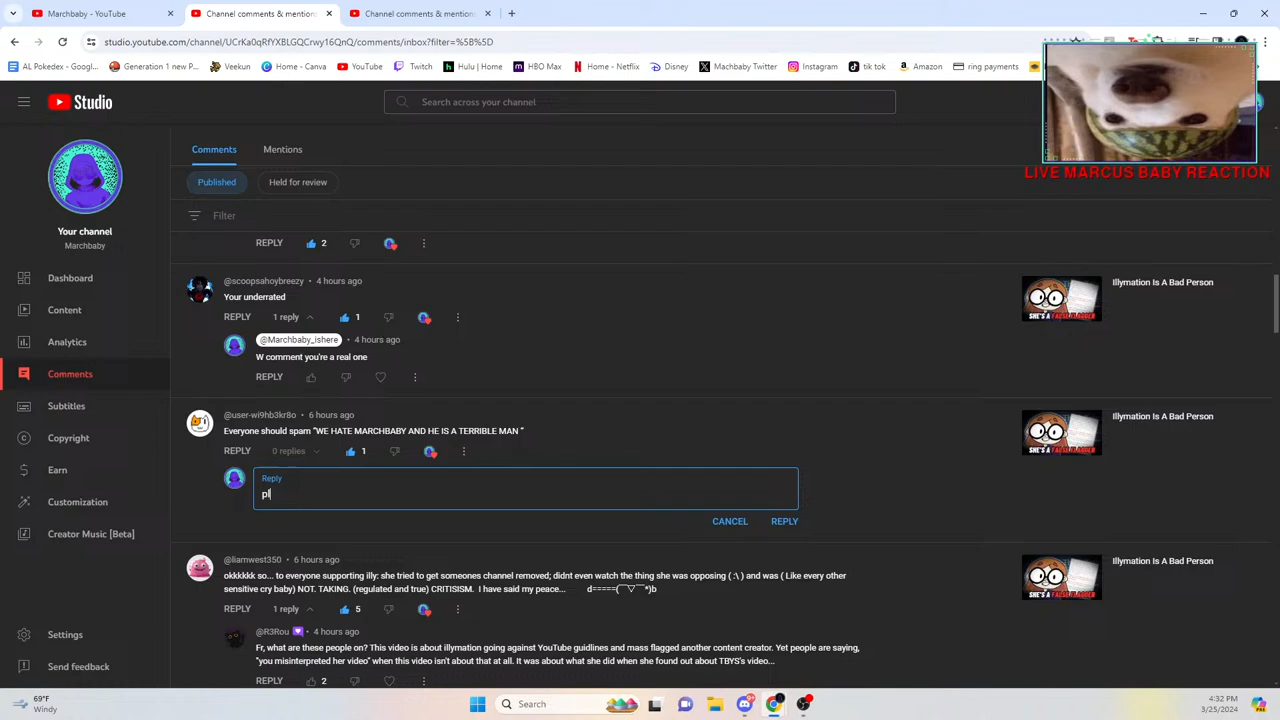 Marchbaby - YouTube
Channel comments & mentions
Channel comments & mentions
studio.youtube.com/channel/UCrKa0qRfYXBLGQCrwy16QnQ/comments/inbox?filter=%5B%5D
AL Pokedex - Googl...
Generation 1 new P...
Veekun
Home - Canva
YouTube
Twitch
Hulu | Home
HBO Max
Home - Netflix
Disney
Machbaby Twitter
Instagram
tik tok
Amazon
ring payments
Studio
Search across your channel
LIVE MARCUS BABY REACTION
Your channel
Marchbaby
Dashboard
Content
Analytics
Comments
Subtitles
Copyright
Earn
Customization
Creator Music [Beta]
Settings
Send feedback
Comments
Mentions
Published
Held for review
Filter
REPLY 2
@scoopsahoybreezy • 4 hours ago
Your underrated
REPLY 1 reply 1
@Marchbaby_ishere • 4 hours ago
W comment you're a real one
REPLY
Illymation Is A Bad Person
@user-wi9hb3kr8o • 6 hours ago
Everyone should spam “WE HATE MARCHBABY AND HE IS A TERRIBLE MAN ”
REPLY 0 replies 1
Reply
pl
CANCEL REPLY
Illymation Is A Bad Person
@liamwest350 • 6 hours ago
okkkkkk so... to everyone supporting illy: she tried to get someones channel removed; didnt even watch the thing she was opposing ( :\ ) and was ( Like every other
sensitive cry baby) NOT. TAKING. (regulated and true) CRITISISM. I have said my peace... d=====(￣▽￣*)b
REPLY 1 reply 5
@R3Rou • 4 hours ago
Fr, what are these people on? This video is about illymation going against YouTube guidlines and mass flagged another content creator. Yet people are saying,
"you misinterpreted her video" when this video isn't about that at all. It was about what she did when she found out about TBYS's video...
REPLY 2
Illymation Is A Bad Person
69°F
Windy
Search
4:32 PM
3/25/2024